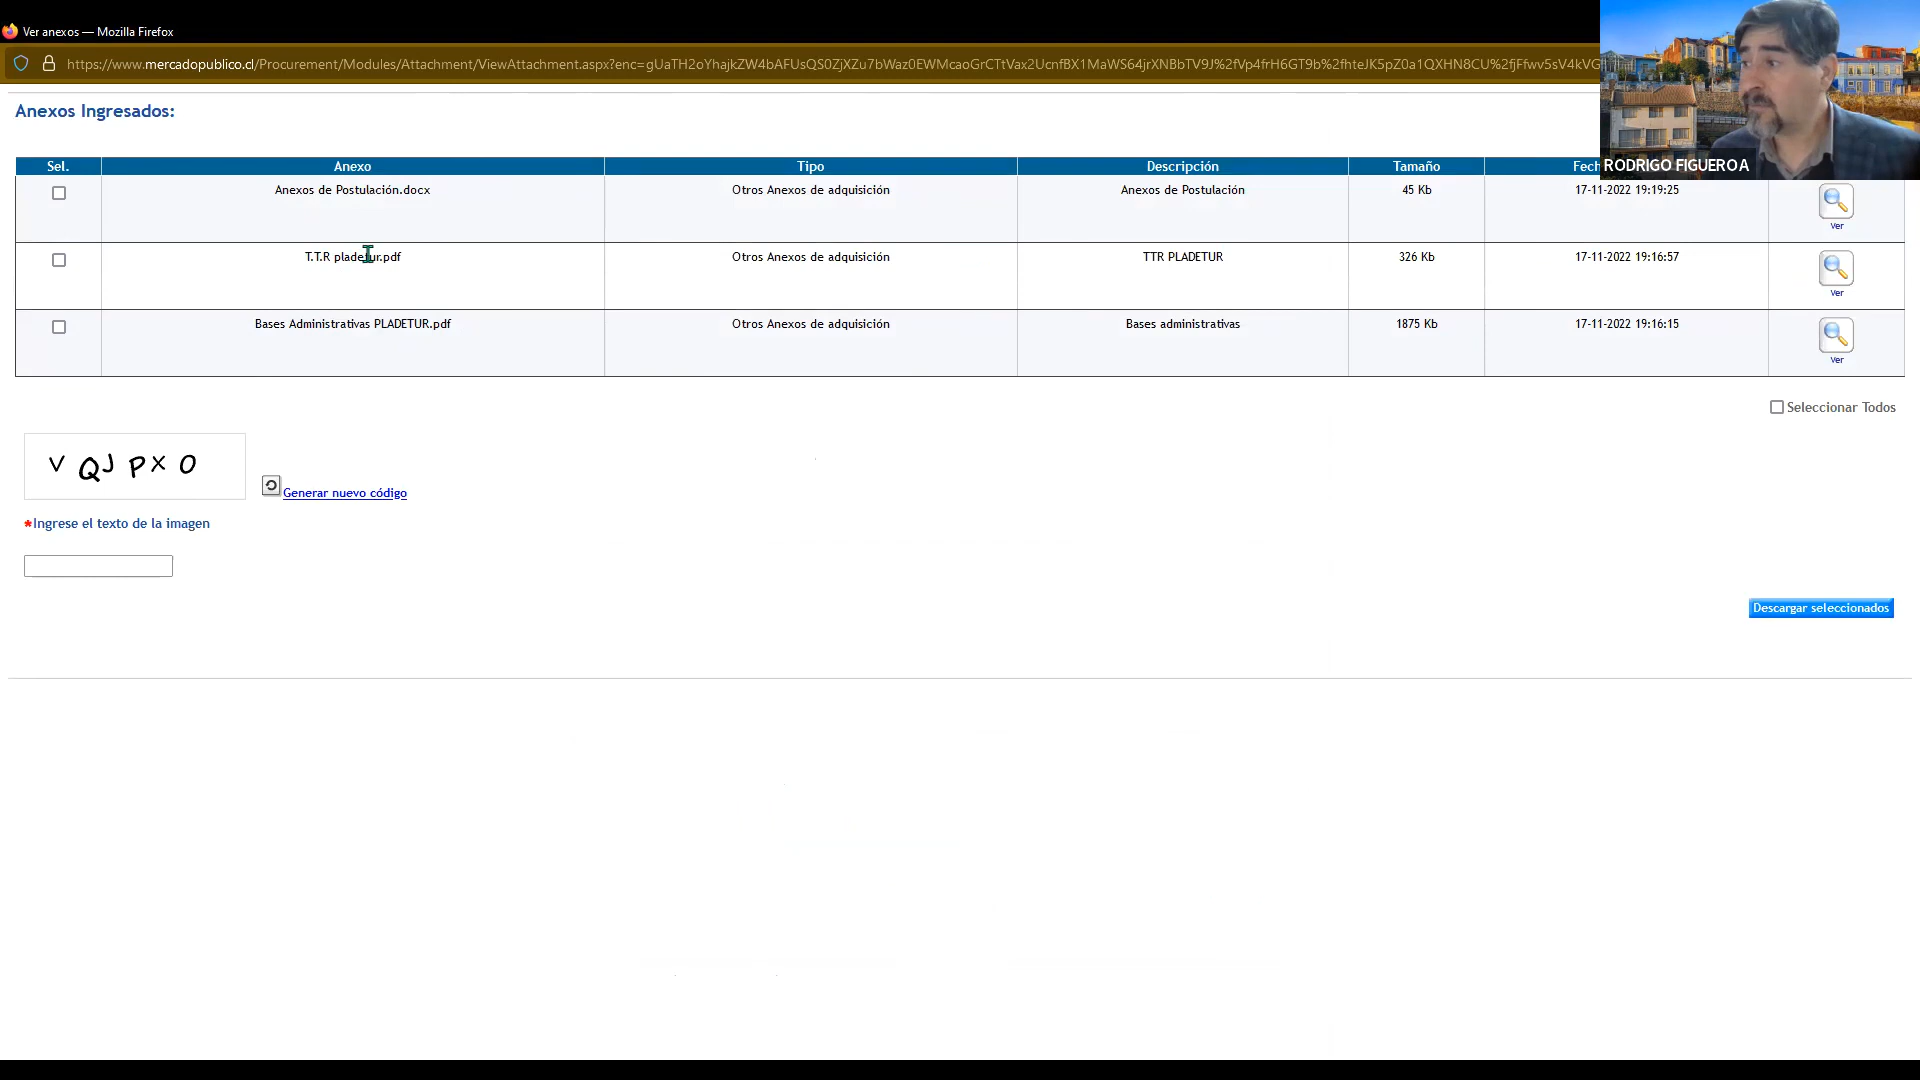 Ver anexos — Mozilla Firefox
https://www.mercadopublico.cl/Procurement/Modules/Attachment/ViewAttachment.aspx?enc=gUaTH2oYhajkZW4bAFUsQS0ZjXZu7bWaz0EWMcaoGrCTtVax2UcnfBX1MaWS64jrXNBbTV9J%2fVp4frH6GT9b%2fhteJK5pZ0a1QXHN8CU%2fjFfwv5sV4kVG
Anexos Ingresados:
Sel. Anexo Tipo Descripción Tamaño Fech
RODRIGO FIGUEROA
Anexos de Postulación.docx Otros Anexos de adquisición Anexos de Postulación 45 Kb 17-11-2022 19:19:25
Ver
T.T.R pladetur.pdf Otros Anexos de adquisición TTR PLADETUR 326 Kb 17-11-2022 19:16:57
Ver
Bases Administrativas PLADETUR.pdf Otros Anexos de adquisición Bases administrativas 1875 Kb 17-11-2022 19:16:15
Ver
Seleccionar Todos
V QJ PX O
Generar nuevo código
*Ingrese el texto de la imagen
Descargar seleccionados